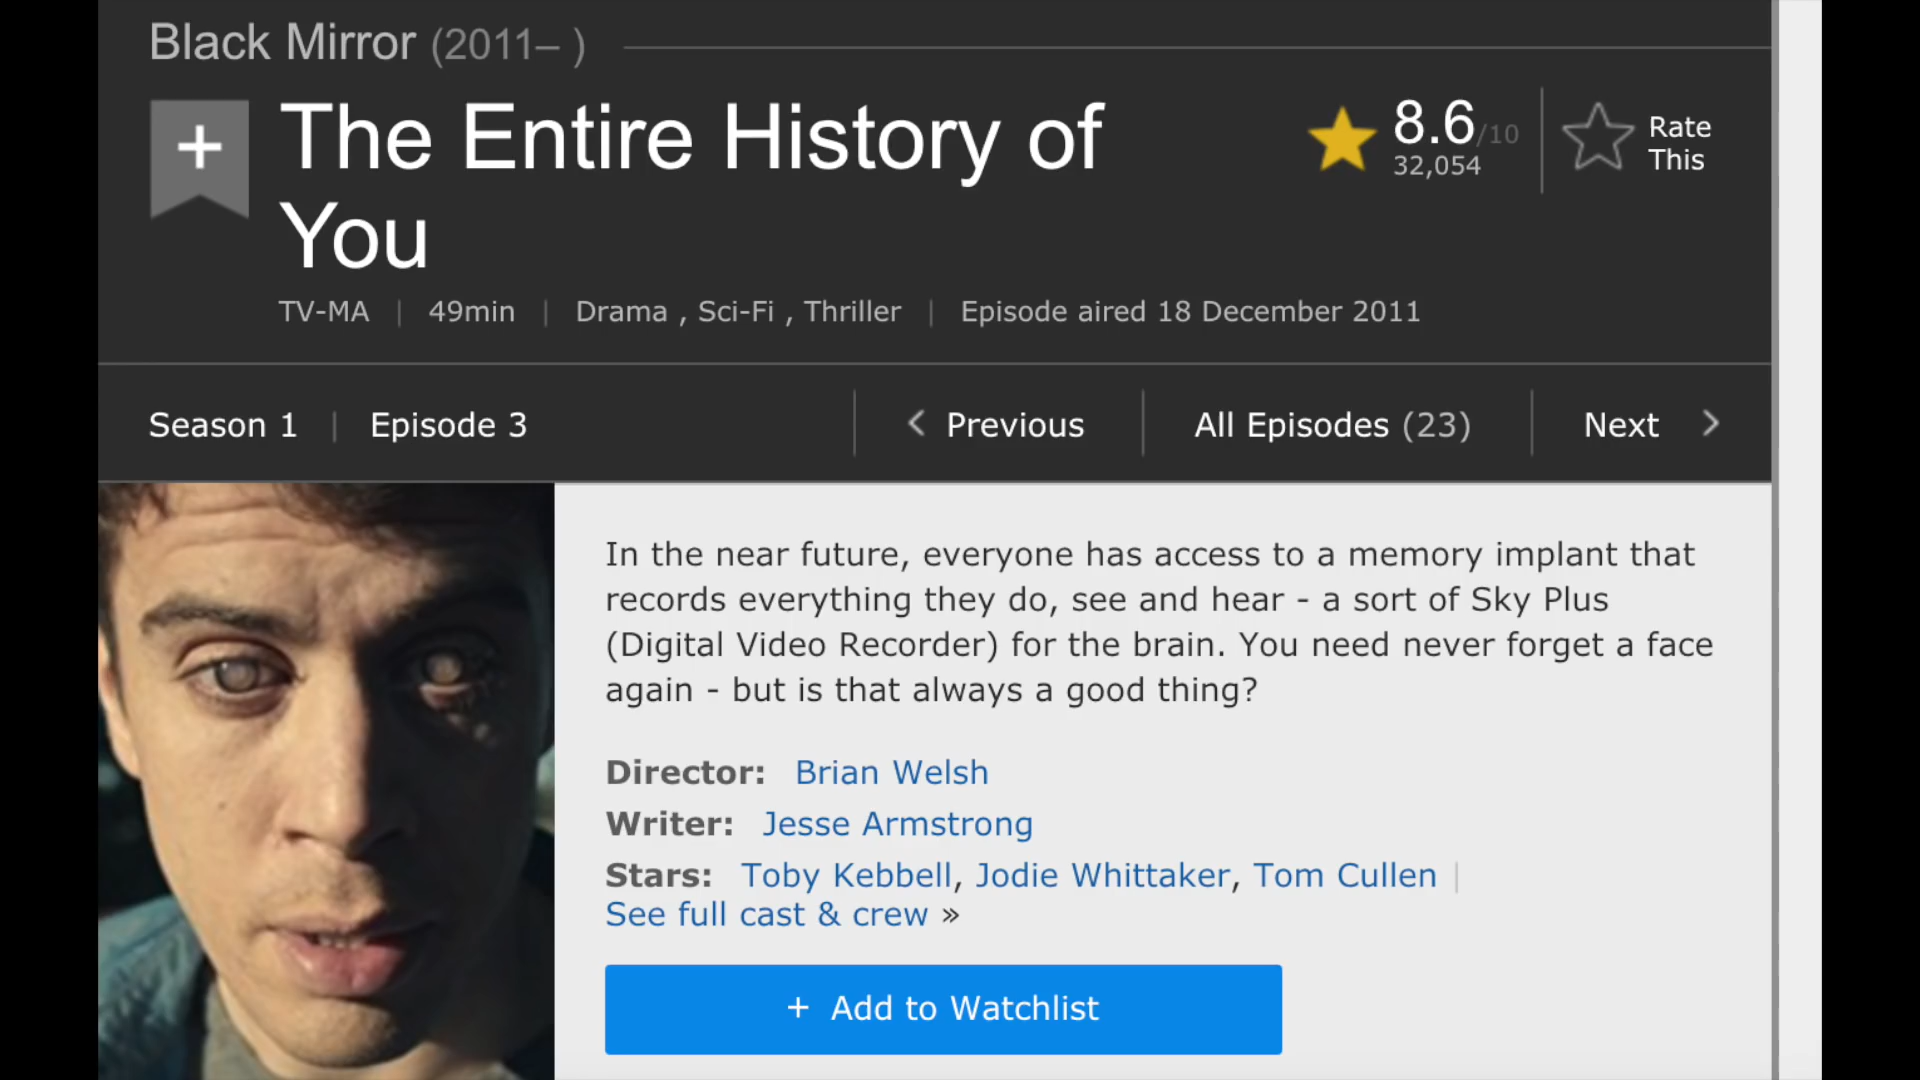 Black Mirror (2011– )
+ The Entire History of
You
8.6/10
32,054
Rate
This
TV-MA | 49min | Drama , Sci-Fi , Thriller | Episode aired 18 December 2011
Season 1 | Episode 3
Previous
All Episodes (23)
Next
In the near future, everyone has access to a memory implant that
records everything they do, see and hear - a sort of Sky Plus
(Digital Video Recorder) for the brain. You need never forget a face
again - but is that always a good thing?
Director: Brian Welsh
Writer: Jesse Armstrong
Stars: Toby Kebbell, Jodie Whittaker, Tom Cullen |
See full cast & crew »
+ Add to Watchlist